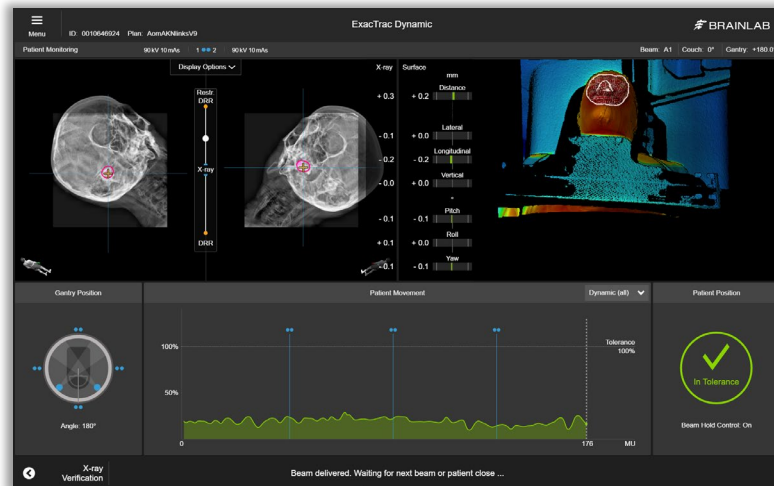 ExacTrac Dynamic
BRAINLAB
Menu
ID: 0010646924 Plan: AomAKNlinksV9
Patient Monitoring
90 kV 10 mAs 1 2 90 kV 10 mAs
Beam: A1 Couch: 0° Gantry: +180.0°
Display Options
X-ray Surface
mm
Restr. DRR
X-ray
DRR
+ 0.3 + 0.2 Distance
- 0.1 + 0.0 Lateral
- 0.2 - 0.2 Longitudinal
- 0.0 + 0.0 Vertical
°
- 0.1 - 0.1 Pitch
+ 0.1 + 0.0 Roll
- 0.1 - 0.1 Yaw
Gantry Position
Patient Movement
Dynamic (all)
Patient Position
100%
50%
Tolerance
100%
In Tolerance
Angle: 180°
Beam Hold Control: On
0
176 MU
X-ray
Verification
Beam delivered. Waiting for next beam or patient close ...